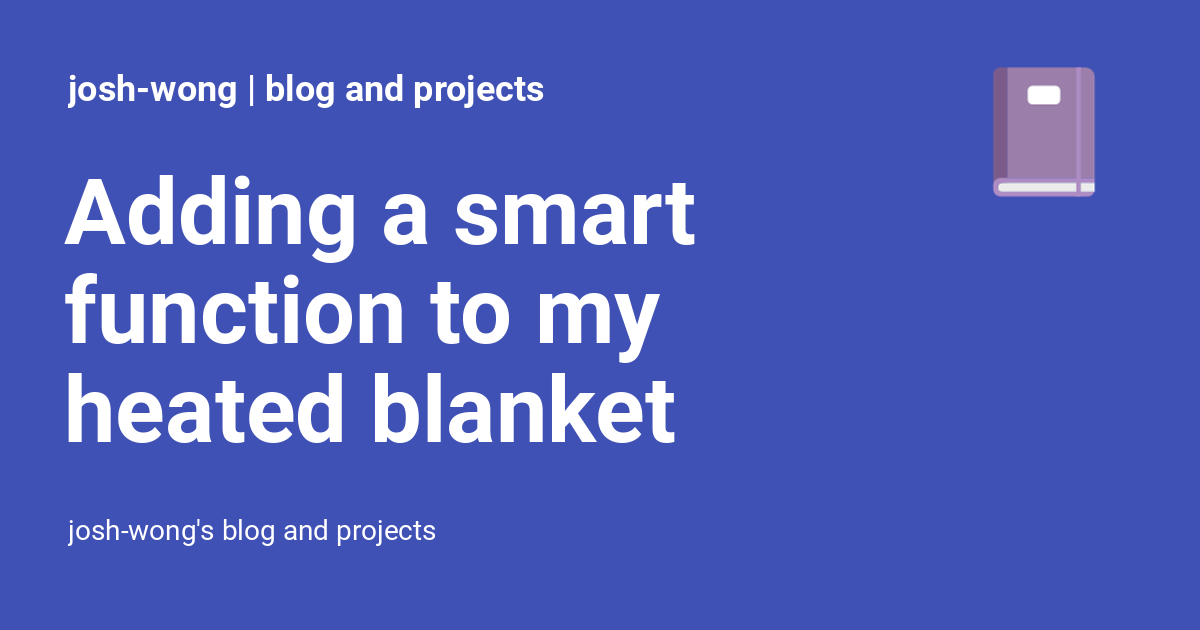 josh-wong | blog and projects
Adding a smart
function to my
heated blanket
josh-wong's blog and projects